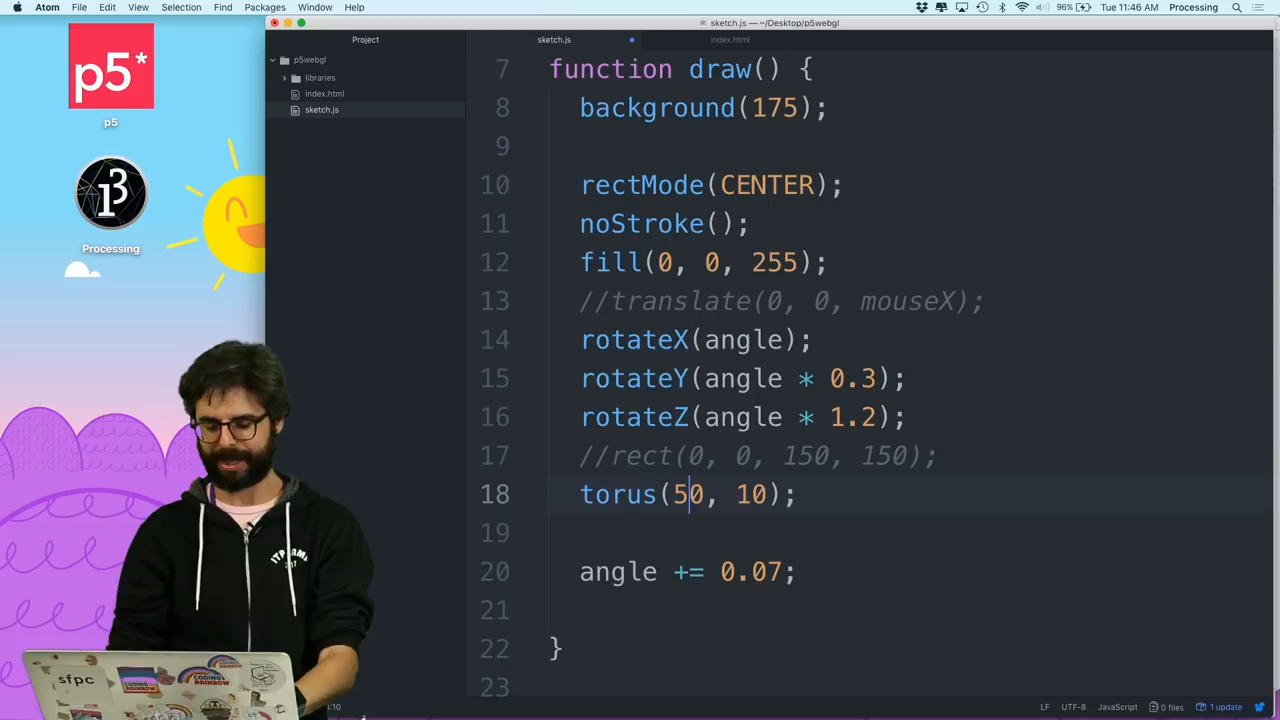 Atom File Edit View Selection Find Packages Window Help 96% Tue 11:46 AM Processing
sketch.js — ~/Desktop/p5webgl
Project
sketch.js
index.html
p5webgl
libraries
index.html
sketch.js
p5*
p5
Processing
7 function draw() {
8 background(175);
9
10 rectMode(CENTER);
11 noStroke();
12 fill(0, 0, 255);
13 //translate(0, 0, mouseX);
14 rotateX(angle);
15 rotateY(angle * 0.3);
16 rotateZ(angle * 1.2);
17 //rect(0, 0, 150, 150);
18 torus(50, 10);
19
20 angle += 0.07;
21
22 }
23
sfpc
CODING RAINBOW
:10 LF UTF-8 JavaScript 0 files 1 update